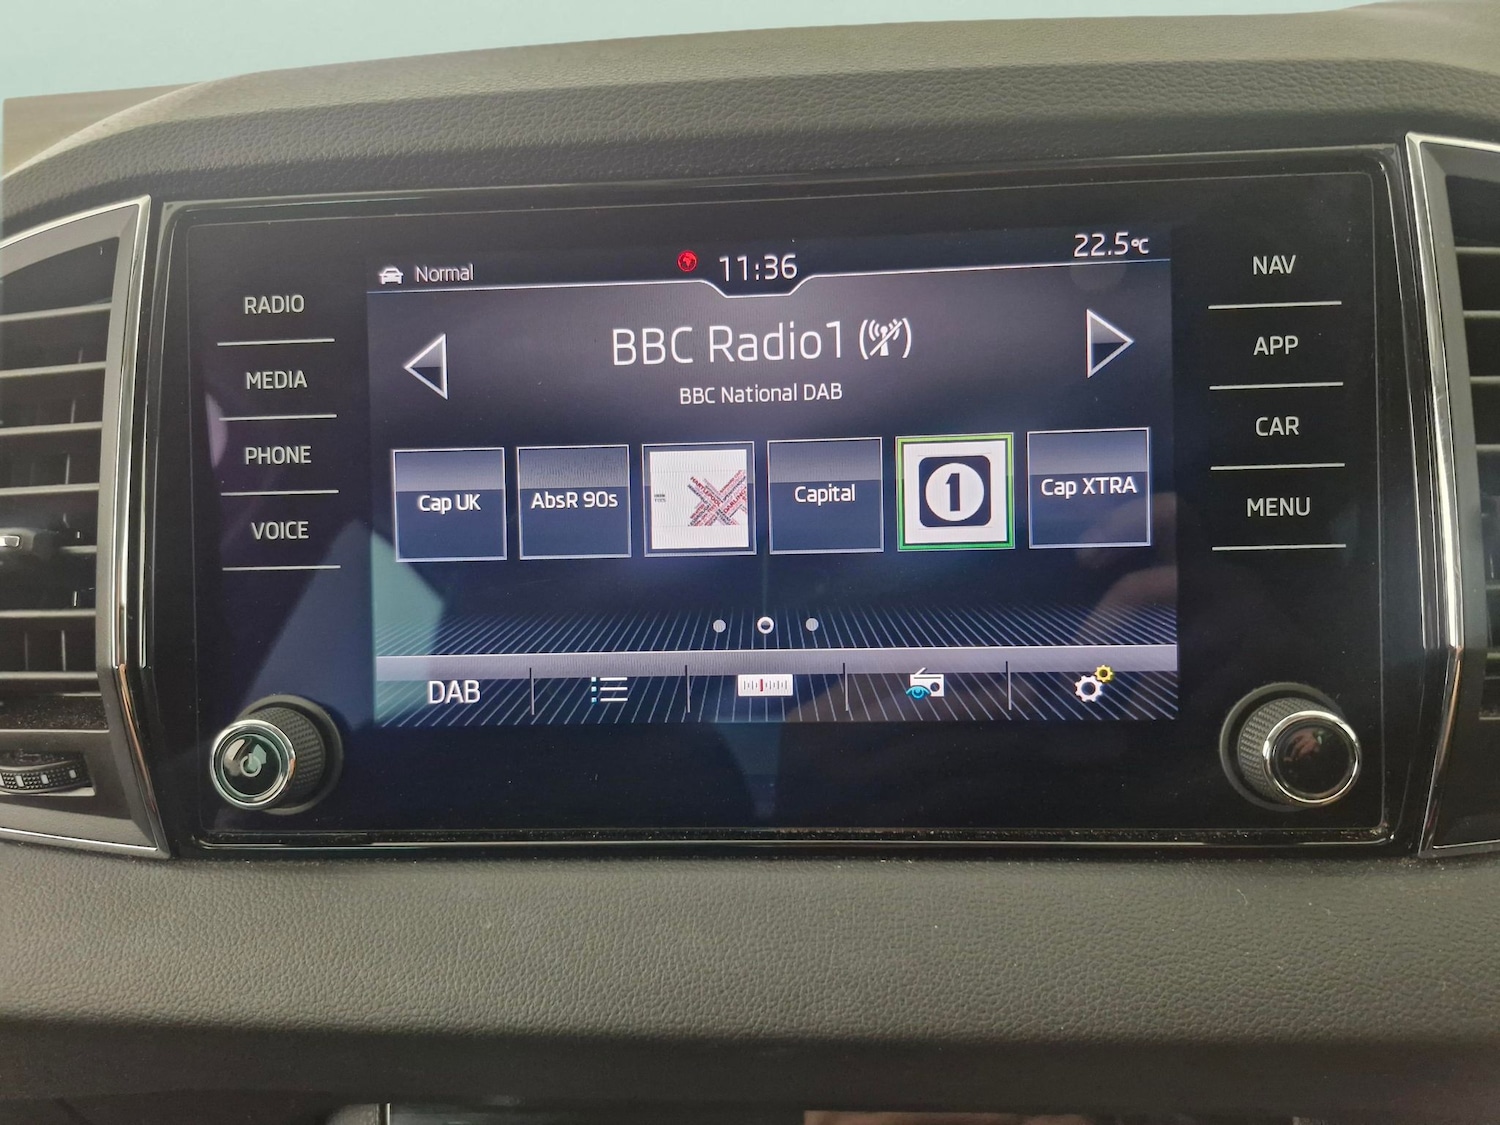 Normal
11:36
22.5°C
RADIO
MEDIA
PHONE
VOICE
BBC Radio1
BBC National DAB
Cap UK
AbsR 90s
Capital
1
Cap XTRA
DAB
NAV
APP
CAR
MENU